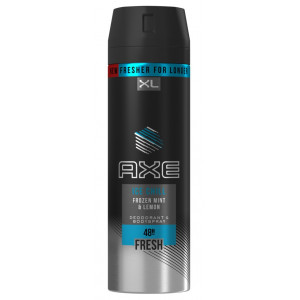 FRESHER FOR LONGER
XL
AXE
FROZEN MINT
& LEMON
DEODORANT &
BODYSPRAY
48H
FRESH